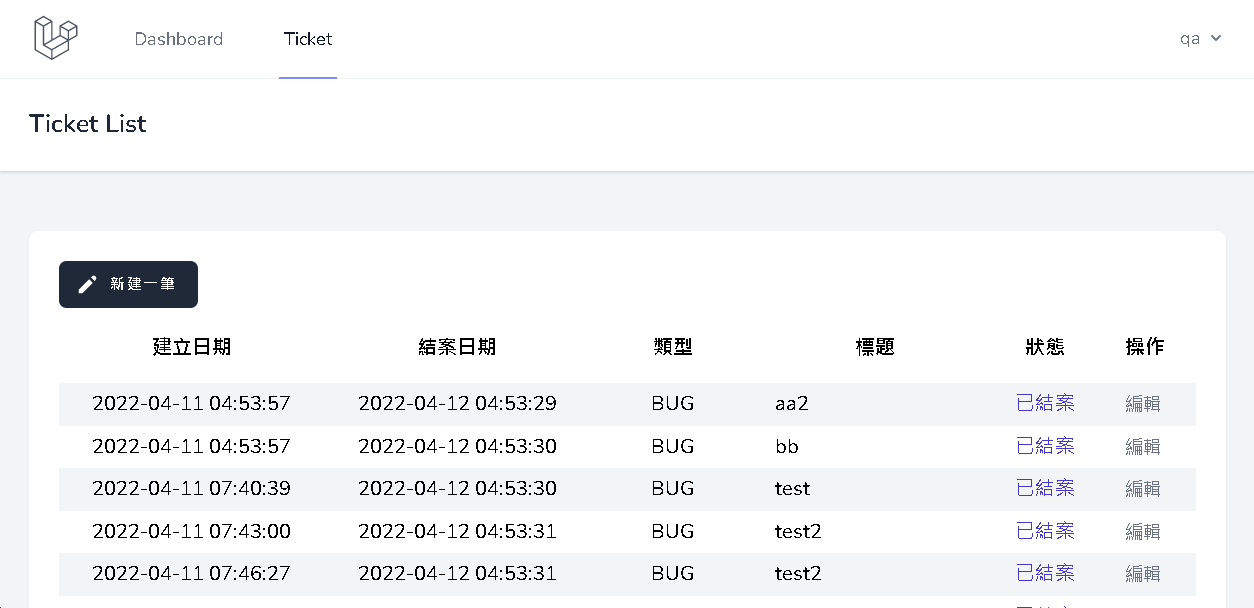 Dashboard Ticket qa
Ticket List
新建一筆
建立日期 結案日期 類型 標題 狀態 操作
2022-04-11 04:53:57 2022-04-12 04:53:29 BUG aa2 已結案 編輯
2022-04-11 04:53:57 2022-04-12 04:53:30 BUG bb 已結案 編輯
2022-04-11 07:40:39 2022-04-12 04:53:30 BUG test 已結案 編輯
2022-04-11 07:43:00 2022-04-12 04:53:31 BUG test2 已結案 編輯
2022-04-11 07:46:27 2022-04-12 04:53:31 BUG test2 已結案 編輯